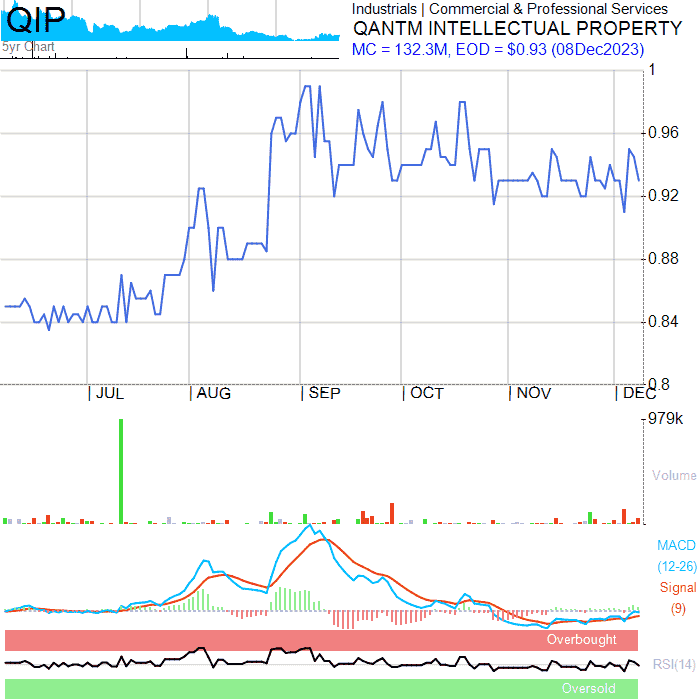 QIP
5yr Chart
Industrials | Commercial & Professional Services
QANTM INTELLECTUAL PROPERTY
MC = 132.3M, EOD = $0.93 (08Dec2023)
1
0.96
0.92
0.88
0.84
0.8
| JUL | AUG | SEP | OCT | NOV | DEC
979k
Volume
MACD
(12-26)
Signal
(9)
Overbought
RSI(14)
Oversold